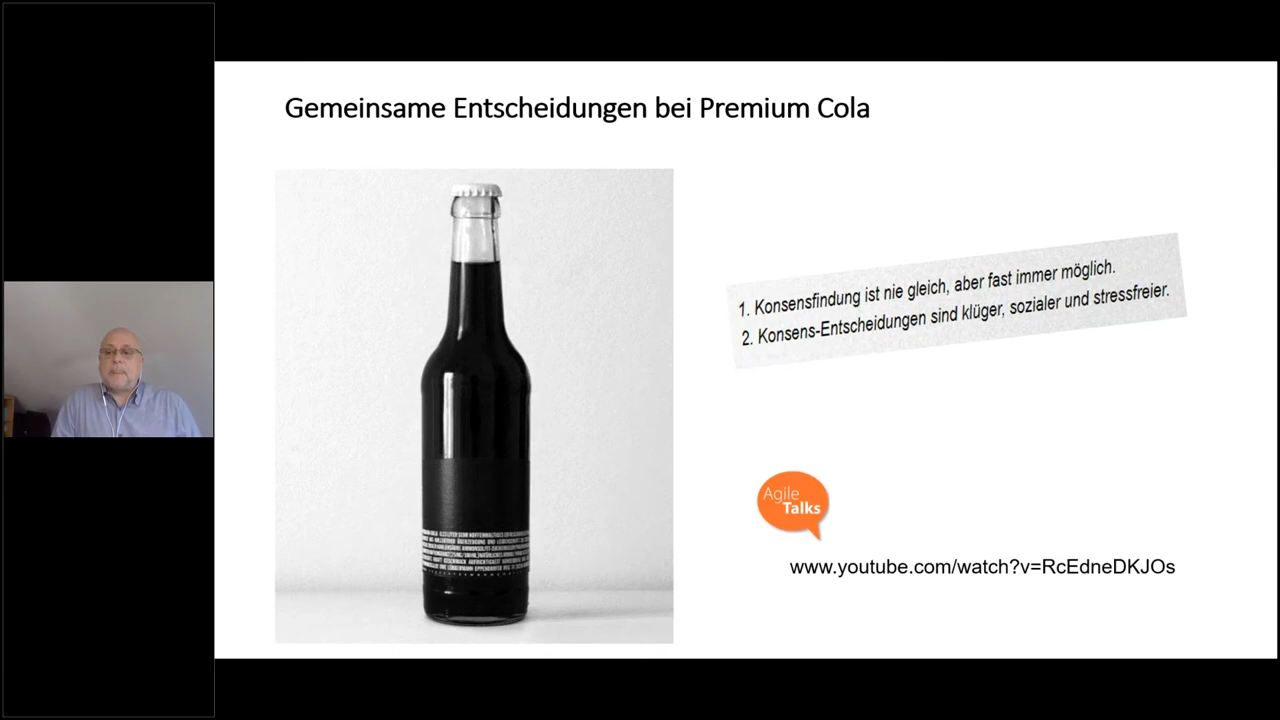 Gemeinsame Entscheidungen bei Premium Cola
1. Konsensfindung ist nie gleich, aber fast immer möglich.
2. Konsens-Entscheidungen sind klüger, sozialer und stressfreier.
Agile
Talks
www.youtube.com/watch?v=RcEdneDKJOs